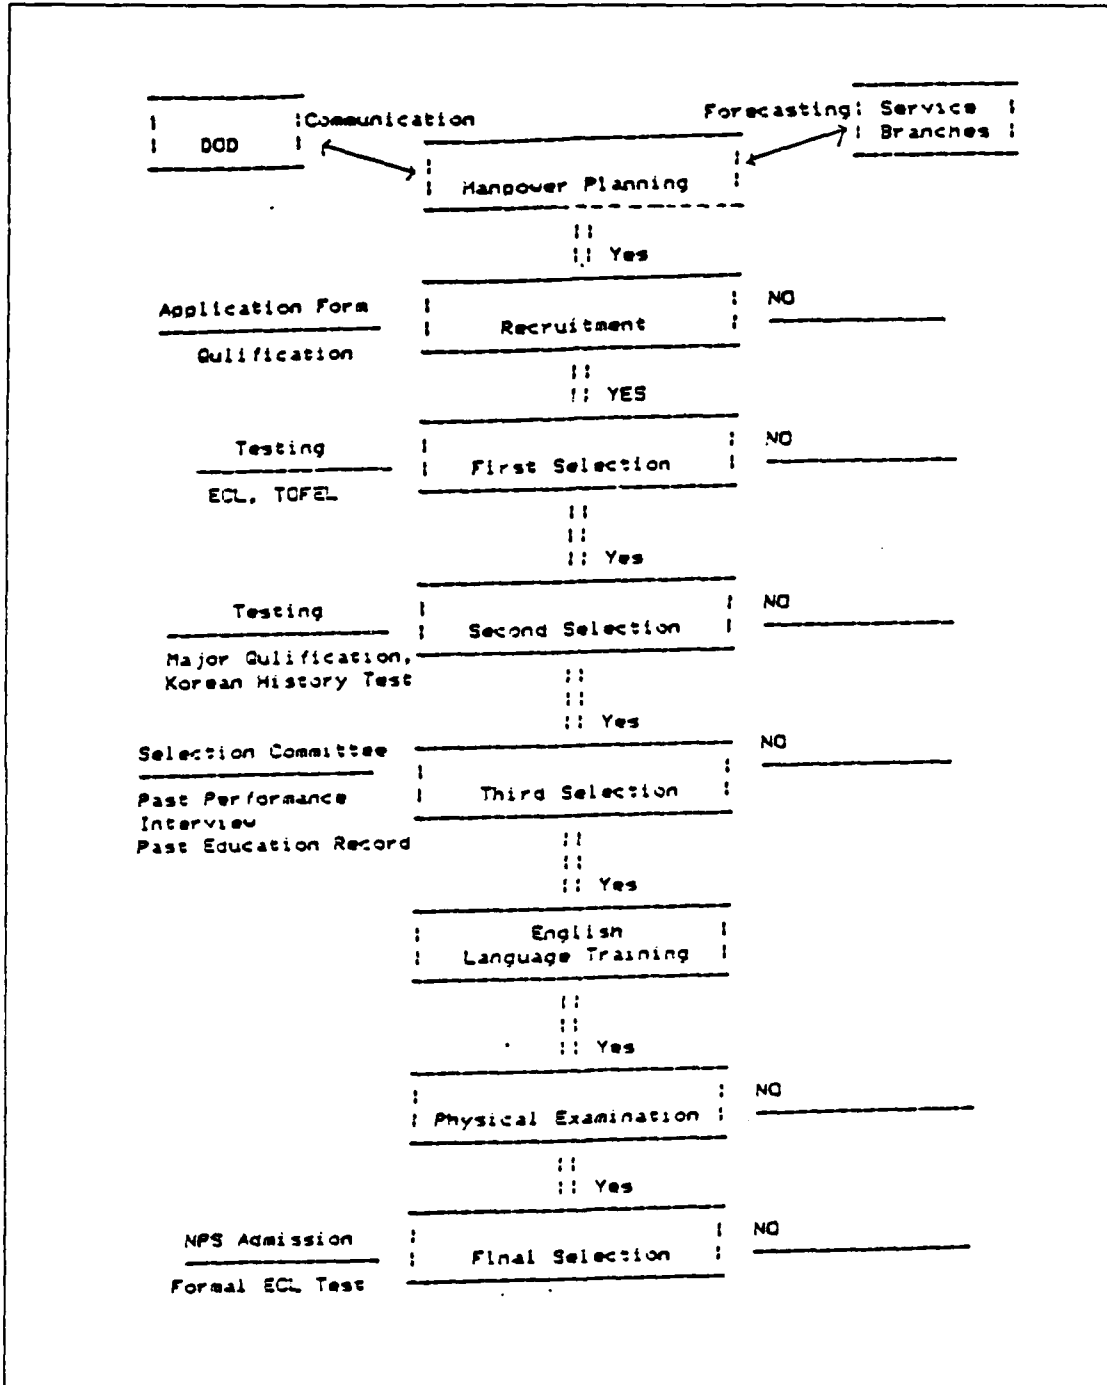 Communication
DOD
Forecasting
Service
Branches
Manpower Planning
Yes
Application Form
Qulification
Recruitment
NO
YES
Testing
ECL, TOFEL
First Selection
NO
Yes
Testing
Major Qulification,
Korean History Test
Second Selection
NO
Yes
Selection Committee
Past Performance
Interview
Past Education Record
Third Selection
NO
Yes
English
Language Training
Yes
Physical Examination
NO
Yes
NPS Admission
Formal ECL Test
Final Selection
NO